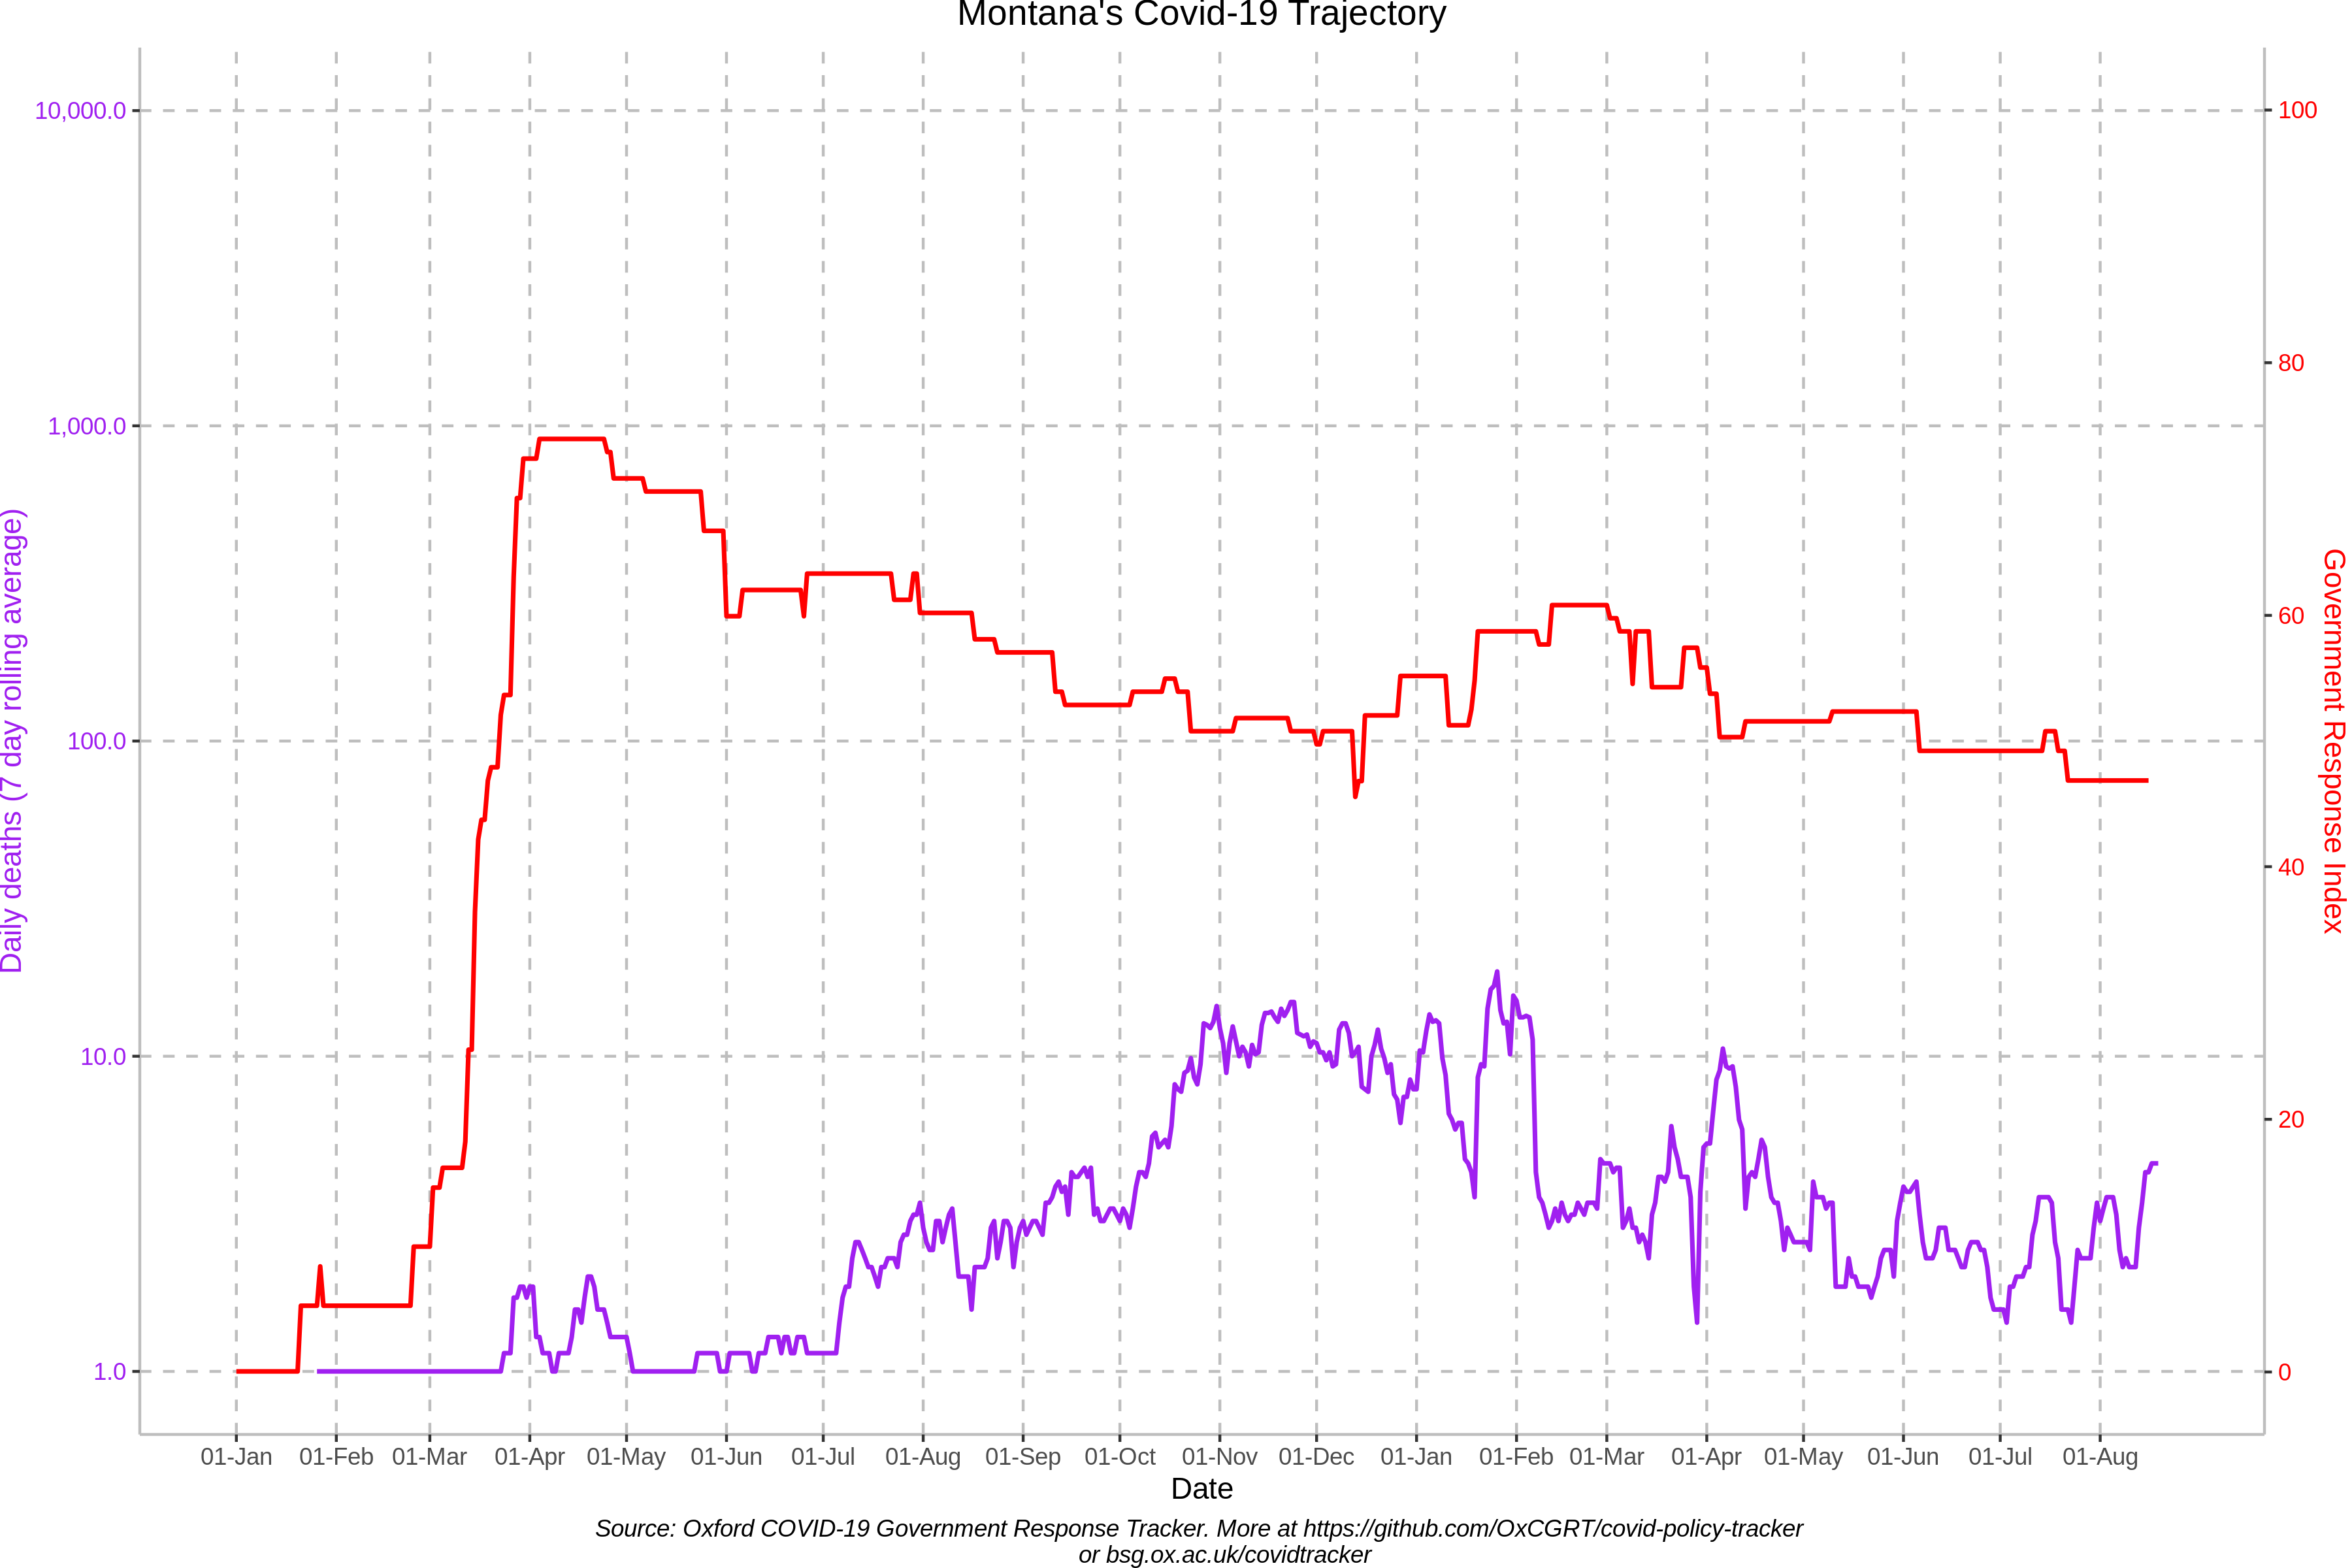 Montana's Covid-19 Trajectory
10,000.0
1,000.0
100.0
10.0
1.0
Daily deaths (7 day rolling average)
100
80
60
40
20
0
Government Response Index
01-Jan 01-Feb 01-Mar 01-Apr 01-May 01-Jun 01-Jul 01-Aug 01-Sep 01-Oct 01-Nov 01-Dec 01-Jan 01-Feb 01-Mar 01-Apr 01-May 01-Jun 01-Jul 01-Aug
Date
Source: Oxford COVID-19 Government Response Tracker. More at https://github.com/OxCGRT/covid-policy-tracker
or bsg.ox.ac.uk/covidtracker